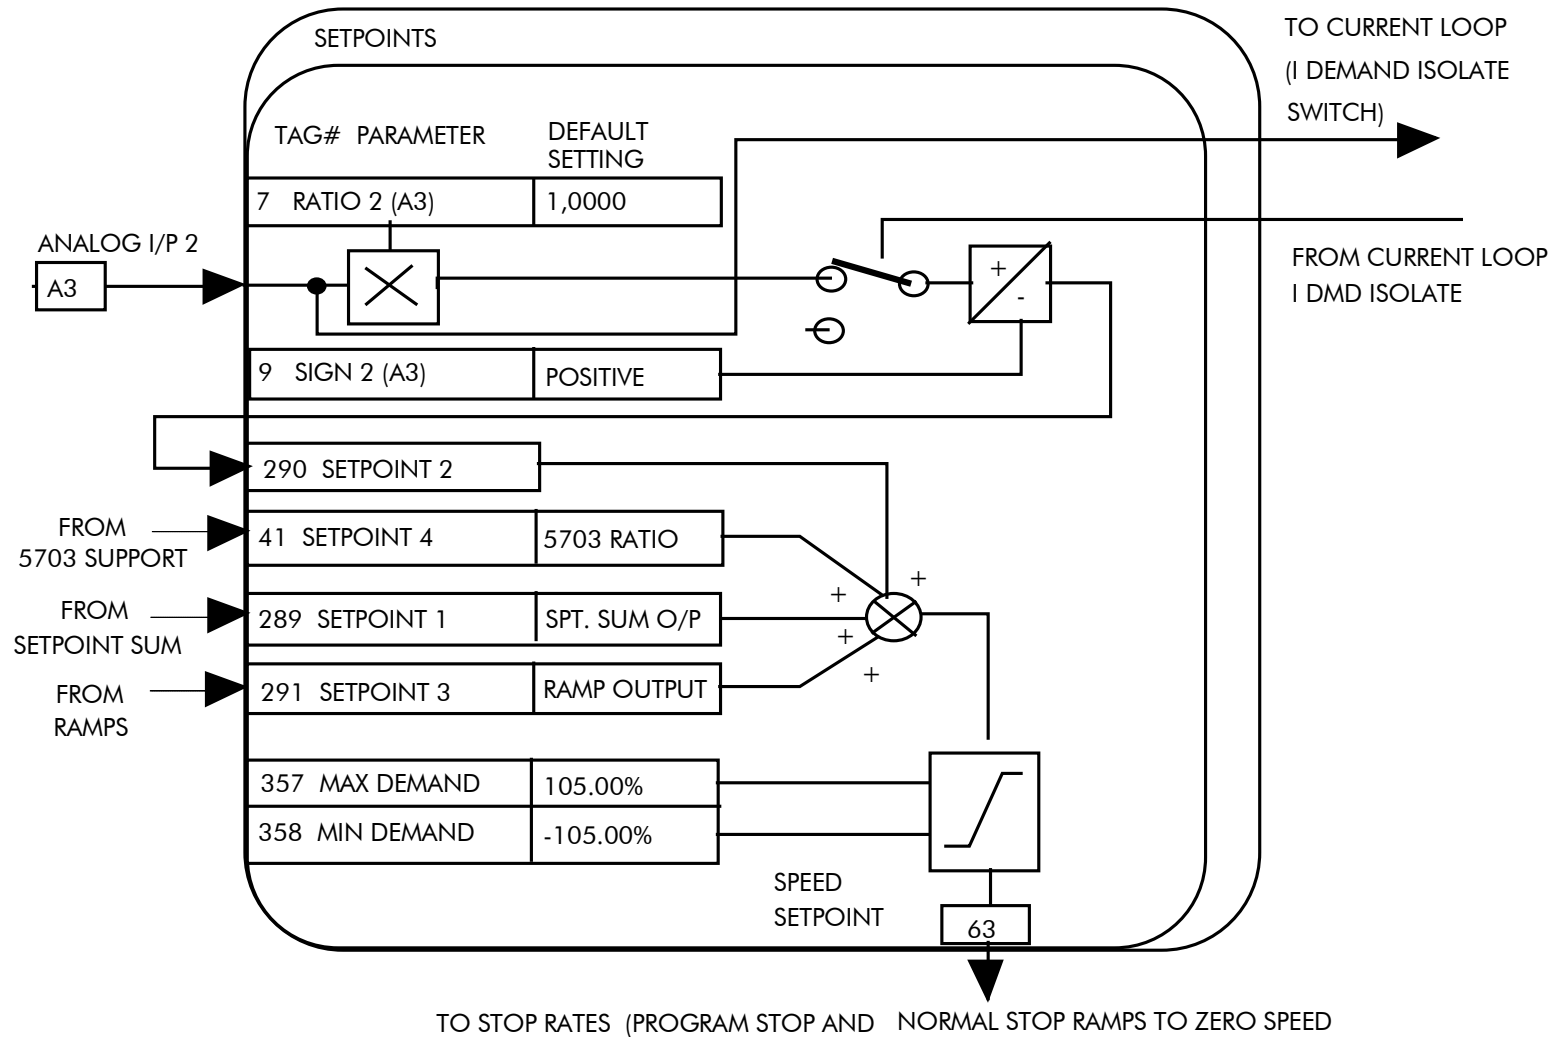 SETPOINTS
TO CURRENT LOOP
(I DEMAND ISOLATE
SWITCH)
TAG# PARAMETER
DEFAULT
SETTING
7 RATIO 2 (A3) 1,0000
ANALOG I/P 2
A3
FROM CURRENT LOOP
I DMD ISOLATE
+
-
9 SIGN 2 (A3) POSITIVE
290 SETPOINT 2
FROM
5703 SUPPORT
41 SETPOINT 4 5703 RATIO
+
+
FROM
SETPOINT SUM
289 SETPOINT 1 SPT. SUM O/P
+
+
FROM
RAMPS
291 SETPOINT 3 RAMP OUTPUT
357 MAX DEMAND 105.00%
358 MIN DEMAND -105.00%
SPEED
SETPOINT
63
TO STOP RATES (PROGRAM STOP AND NORMAL STOP RAMPS TO ZERO SPEED